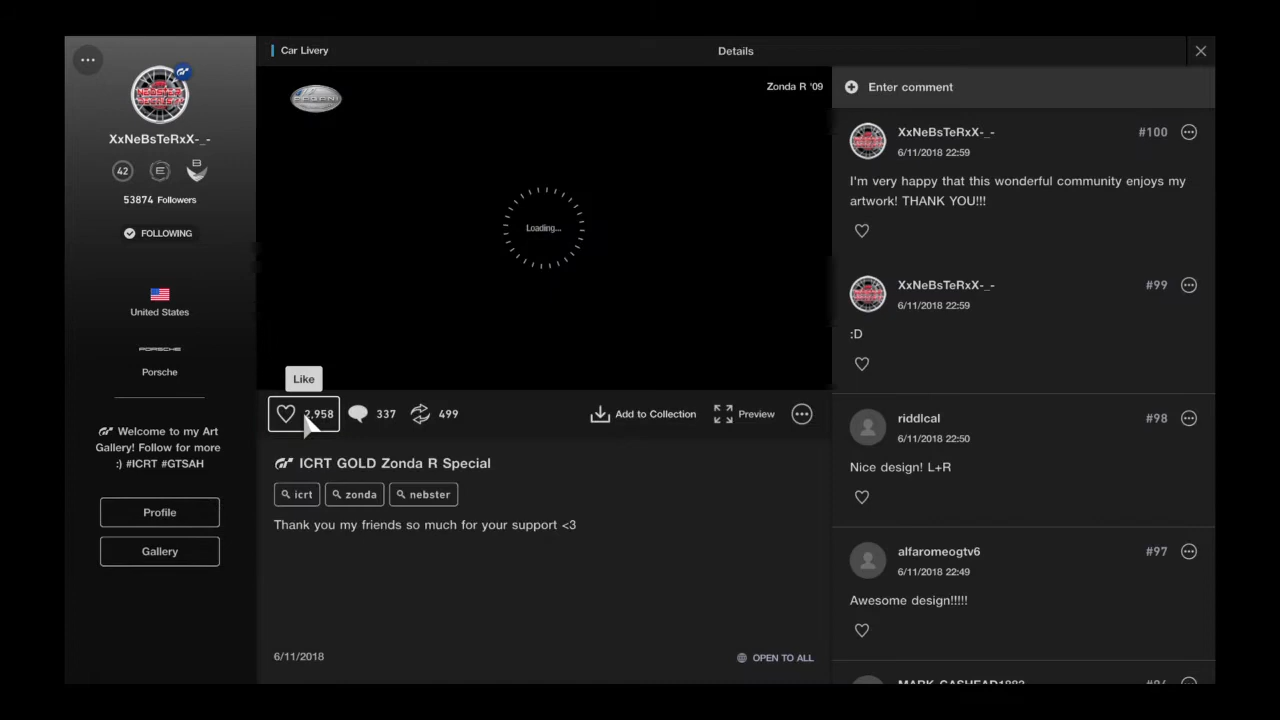 Car Livery
Details
XxNeBsTeRxX-_-
42
E
B
53874 Followers
FOLLOWING
United States
PORSCHE
Porsche
Welcome to my Art
Gallery! Follow for more
:) #ICRT #GTSAH
Profile
Gallery
PAGANI
Zonda R '09
Loading...
Like
2,958
337
499
Add to Collection
Preview
ICRT GOLD Zonda R Special
icrt
zonda
nebster
Thank you my friends so much for your support <3
6/11/2018
OPEN TO ALL
Enter comment
XxNeBsTeRxX-_-
#100
6/11/2018 22:59
I'm very happy that this wonderful community enjoys my
artwork! THANK YOU!!!
XxNeBsTeRxX-_-
#99
6/11/2018 22:59
:D
riddlcal
#98
6/11/2018 22:50
Nice design! L+R
alfaromeogtv6
#97
6/11/2018 22:49
Awesome design!!!!!